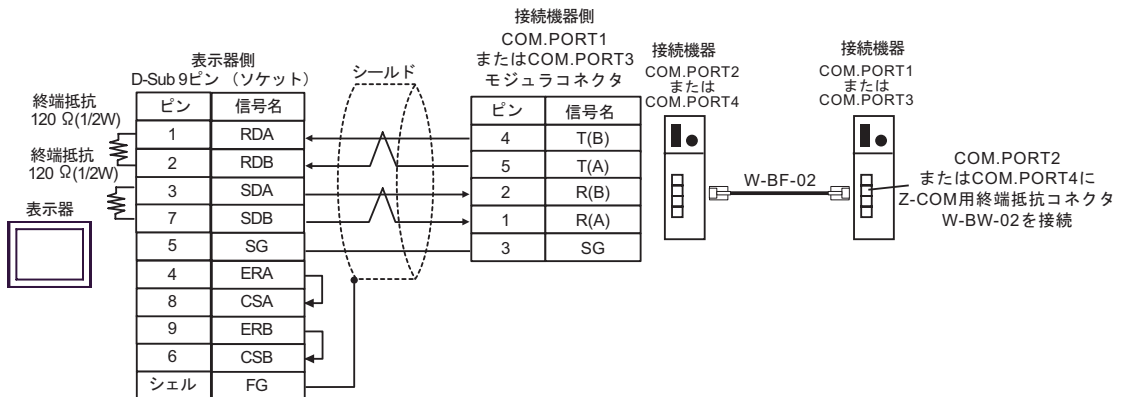 接続機器側
COM.PORT1
またはCOM.PORT3
モジュラコネクタ
表示器側
D-Sub 9ピン （ソケット）
シールド
接続機器
COM.PORT2
または
COM.PORT4
接続機器
COM.PORT1
または
COM.PORT3
終端抵抗
120 Ω(1/2W)
終端抵抗
120 Ω(1/2W)
表示器
ピン 信号名
1 RDA
2 RDB
3 SDA
7 SDB
5 SG
4 ERA
8 CSA
9 ERB
6 CSB
シェル FG
ピン 信号名
4 T(B)
5 T(A)
2 R(B)
1 R(A)
3 SG
W-BF-02
COM.PORT2
またはCOM.PORT4に
Z-COM用終端抵抗コネクタ
W-BW-02を接続